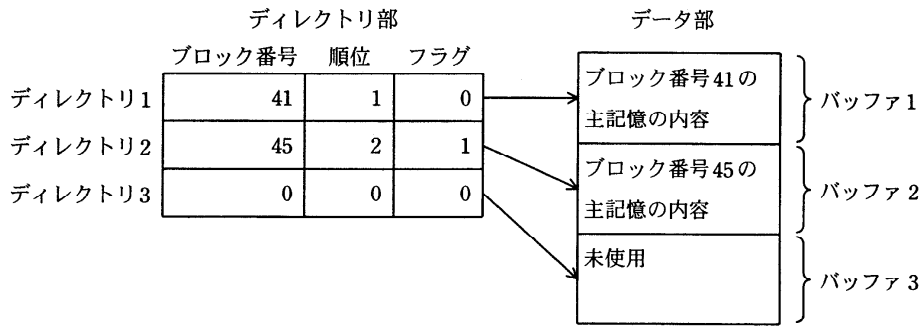 ディレクトリ部
データ部
ブロック番号 順位 フラグ
ディレクトリ1 41 1 0
ディレクトリ2 45 2 1
ディレクトリ3 0 0 0
ブロック番号41の
主記憶の内容
バッファ1
ブロック番号45の
主記憶の内容
バッファ2
未使用
バッファ3